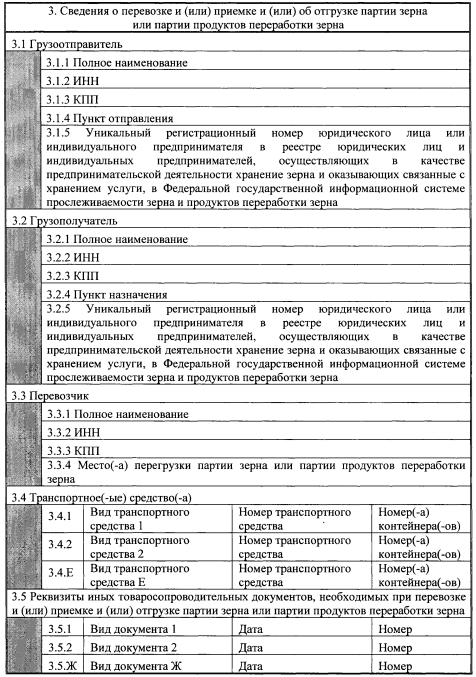 3. Сведения о перевозке и (или) приемке и (или) об отгрузке партии зерна
или партии продуктов переработки зерна
3.1 Грузоотправитель
3.1.1 Полное наименование
3.1.2 ИНН
3.1.3 КПП
3.1.4 Пункт отправления
3.1.5 Уникальный регистрационный номер юридического лица или
индивидуального предпринимателя в реестре юридических лиц и
индивидуальных предпринимателей, осуществляющих в качестве
предпринимательской деятельности хранение зерна и оказывающих связанные с
хранением услуги, в Федеральной государственной информационной системе
прослеживаемости зерна и продуктов переработки зерна
3.2 Грузополучатель
3.2.1 Полное наименование
3.2.2 ИНН
3.2.3 КПП
3.2.4 Пункт назначения
3.2.5 Уникальный регистрационный номер юридического лица или
индивидуального предпринимателя в реестре юридических лиц и
индивидуальных предпринимателей, осуществляющих в качестве
предпринимательской деятельности хранение зерна и оказывающих связанные с
хранением услуги, в Федеральной государственной информационной системе
прослеживаемости зерна и продуктов переработки зерна
3.3 Перевозчик
3.3.1 Полное наименование
3.3.2 ИНН
3.3.3 КПП
3.3.4 Место(-а) перегрузки партии зерна или партии продуктов переработки
зерна
3.4 Транспортное(-ые) средство(-а)
3.4.1 Вид транспортного Номер транспортного Номер(-а)
средства 1 средства контейнера(-ов)
3.4.2 Вид транспортного Номер транспортного Номер(-а)
средства 2 средства контейнера(-ов)
3.4.Е Вид транспортного Номер транспортного Номер(-а)
средства Е средства контейнера(-ов)
3.5 Реквизиты иных товаросопроводительных документов, необходимых при перевозке
и (или) приемке и (или) отгрузке партии зерна или партии продуктов переработки зерна
3.5.1 Вид документа 1 Дата Номер
3.5.2 Вид документа 2 Дата Номер
3.5.Ж Вид документа Ж Дата Номер